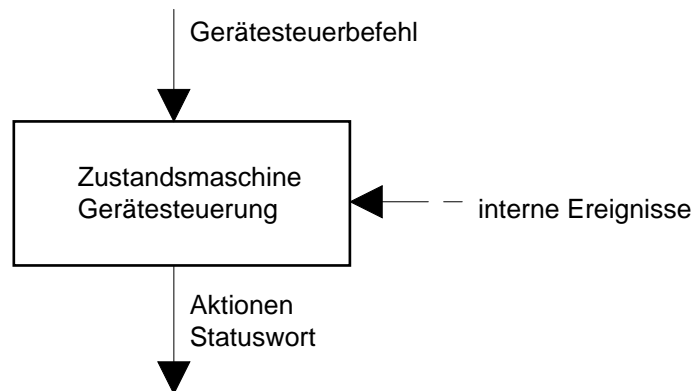 Gerätesteuerbefehl
Zustandsmaschine
Gerätesteuerung
interne Ereignisse
Aktionen
Statuswort